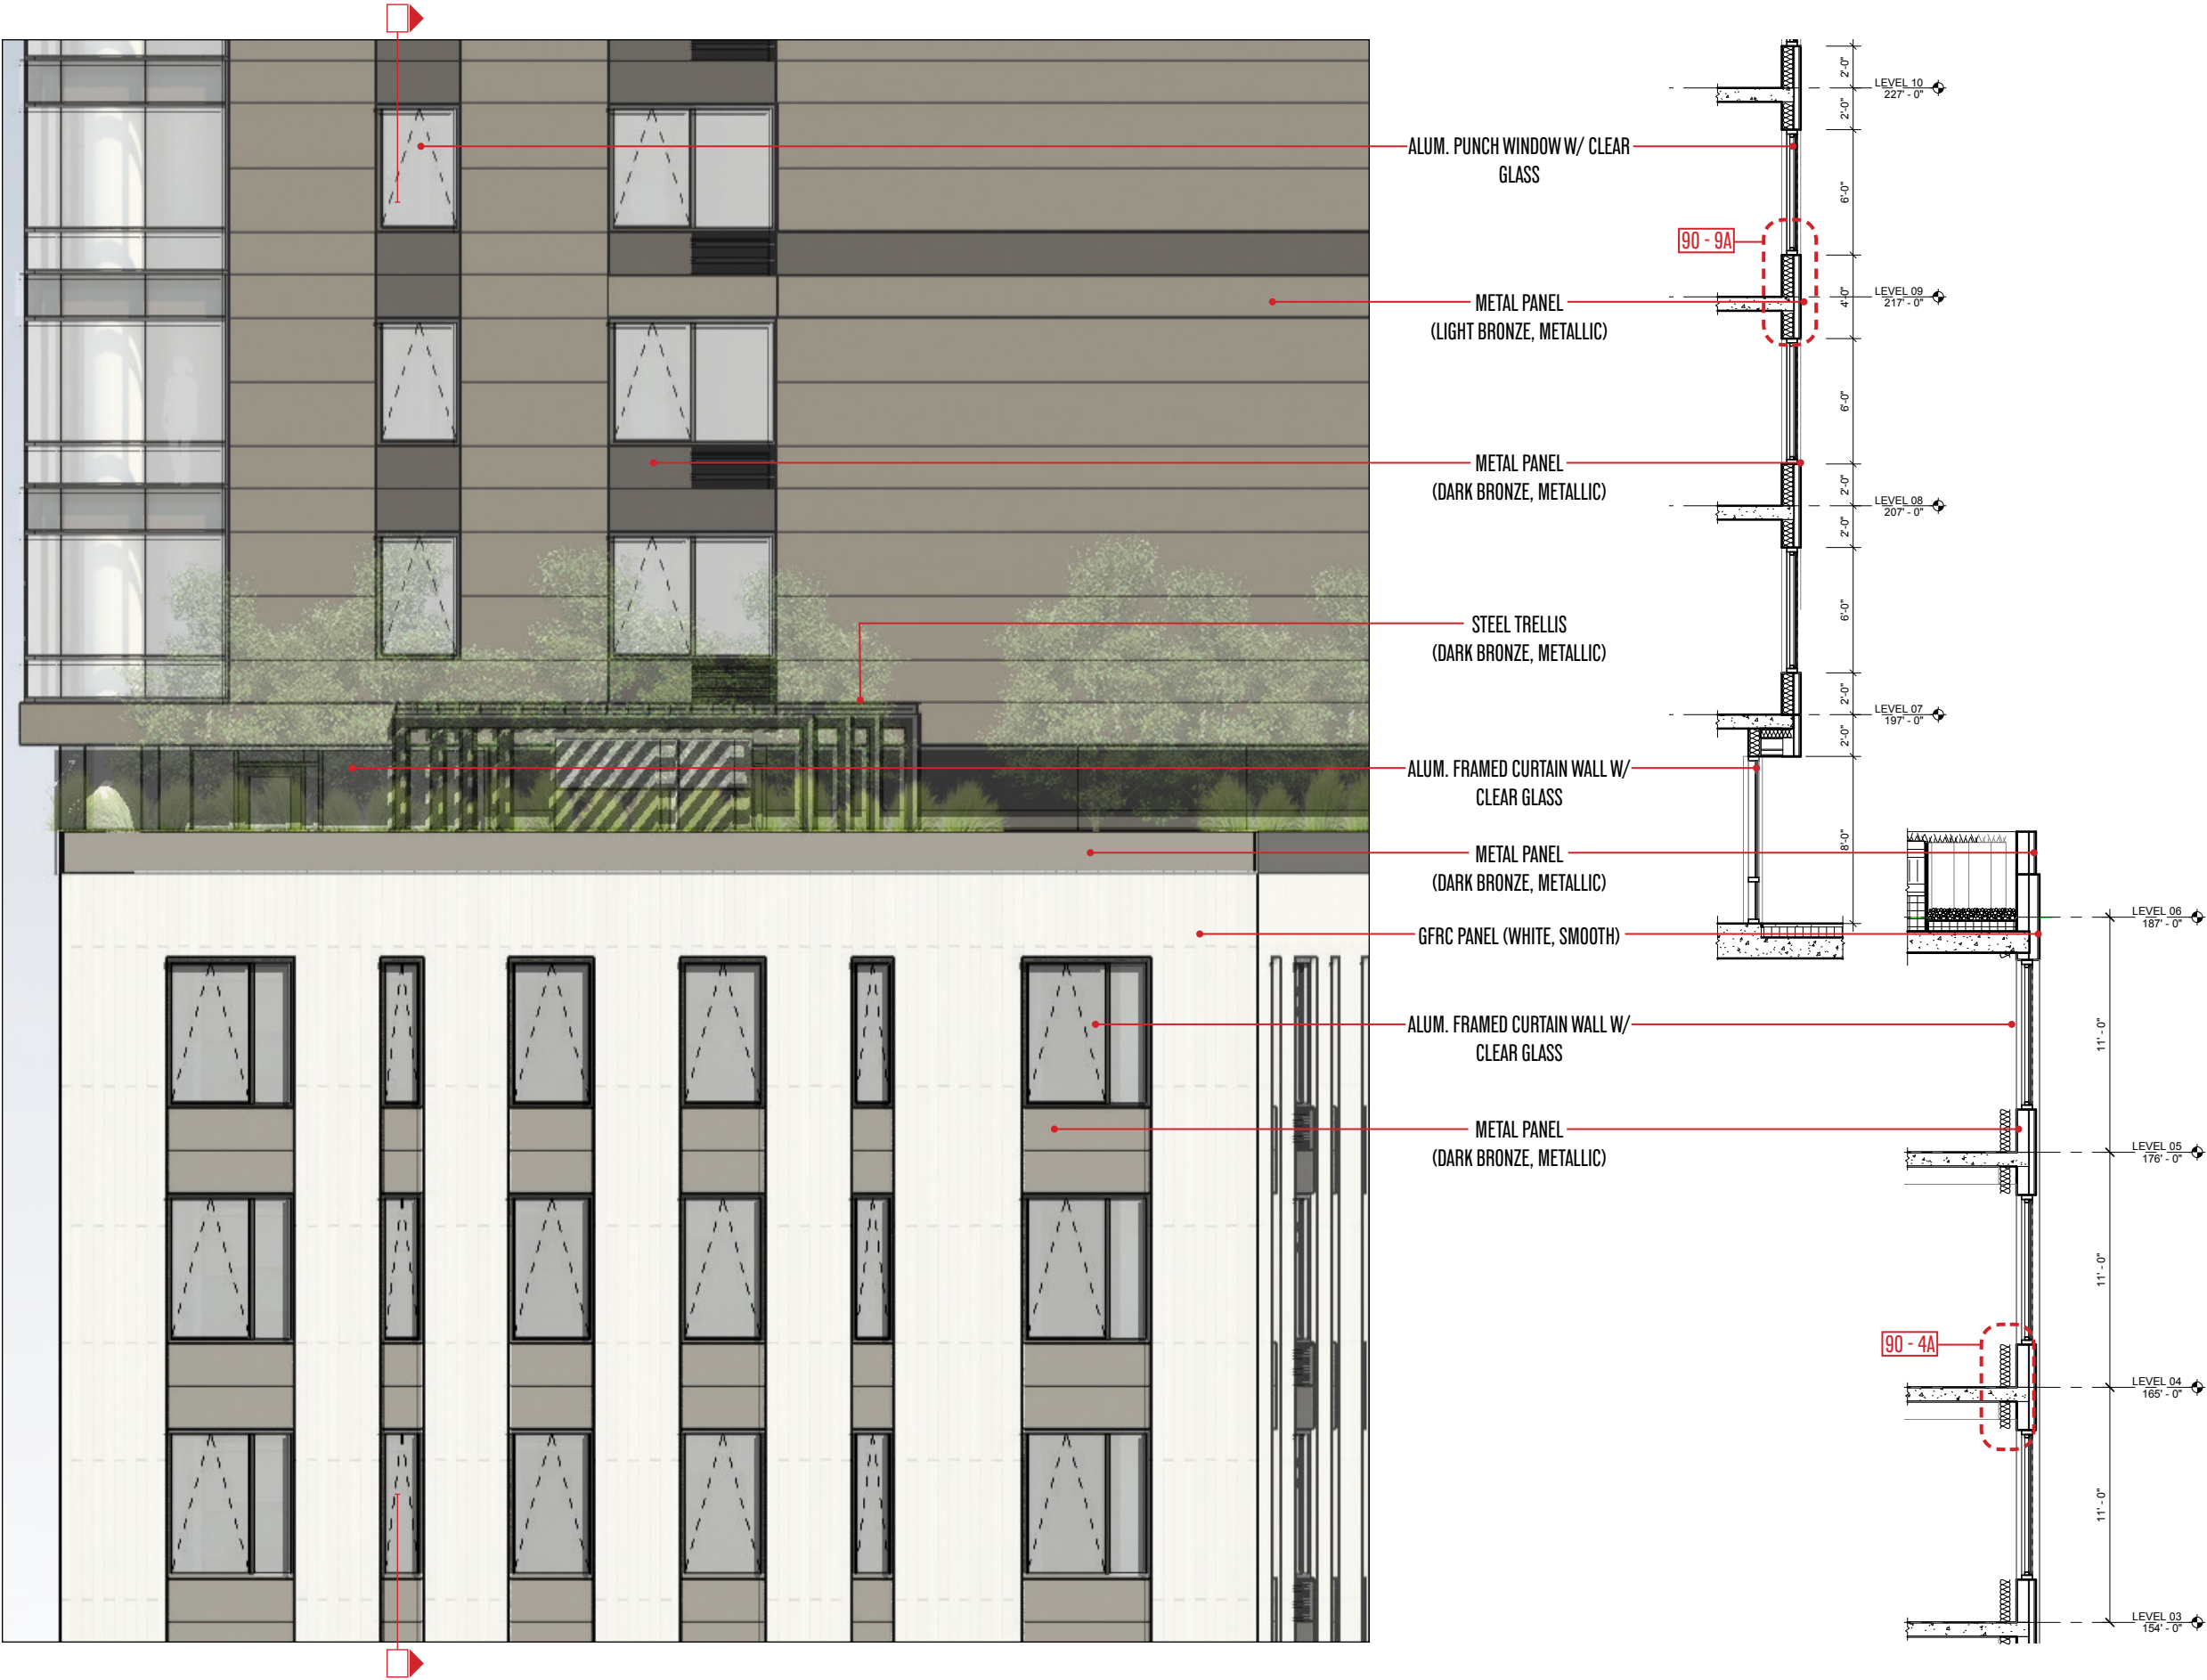 ALUM. PUNCH WINDOW W/ CLEAR
GLASS
METAL PANEL
(LIGHT BRONZE, METALLIC)
METAL PANEL
(DARK BRONZE, METALLIC)
STEEL TRELLIS
(DARK BRONZE, METALLIC)
ALUM. FRAMED CURTAIN WALL W/
CLEAR GLASS
METAL PANEL
(DARK BRONZE, METALLIC)
GFRC PANEL (WHITE, SMOOTH)
ALUM. FRAMED CURTAIN WALL W/
CLEAR GLASS
METAL PANEL
(DARK BRONZE, METALLIC)
90 - 9A
2'-0"
2'-0"
6'-0"
4'-0"
6'-0"
2'-0"
2'-0"
6'-0"
2'-0"
2'-0"
8'-0"
LEVEL 10
227' - 0"
LEVEL 09
217' - 0"
LEVEL 08
207' - 0"
LEVEL 07
197' - 0"
90 - 4A
11' - 0"
11' - 0"
11' - 0"
LEVEL 06
187' - 0"
LEVEL 05
176' - 0"
LEVEL 04
165' - 0"
LEVEL 03
154' - 0"